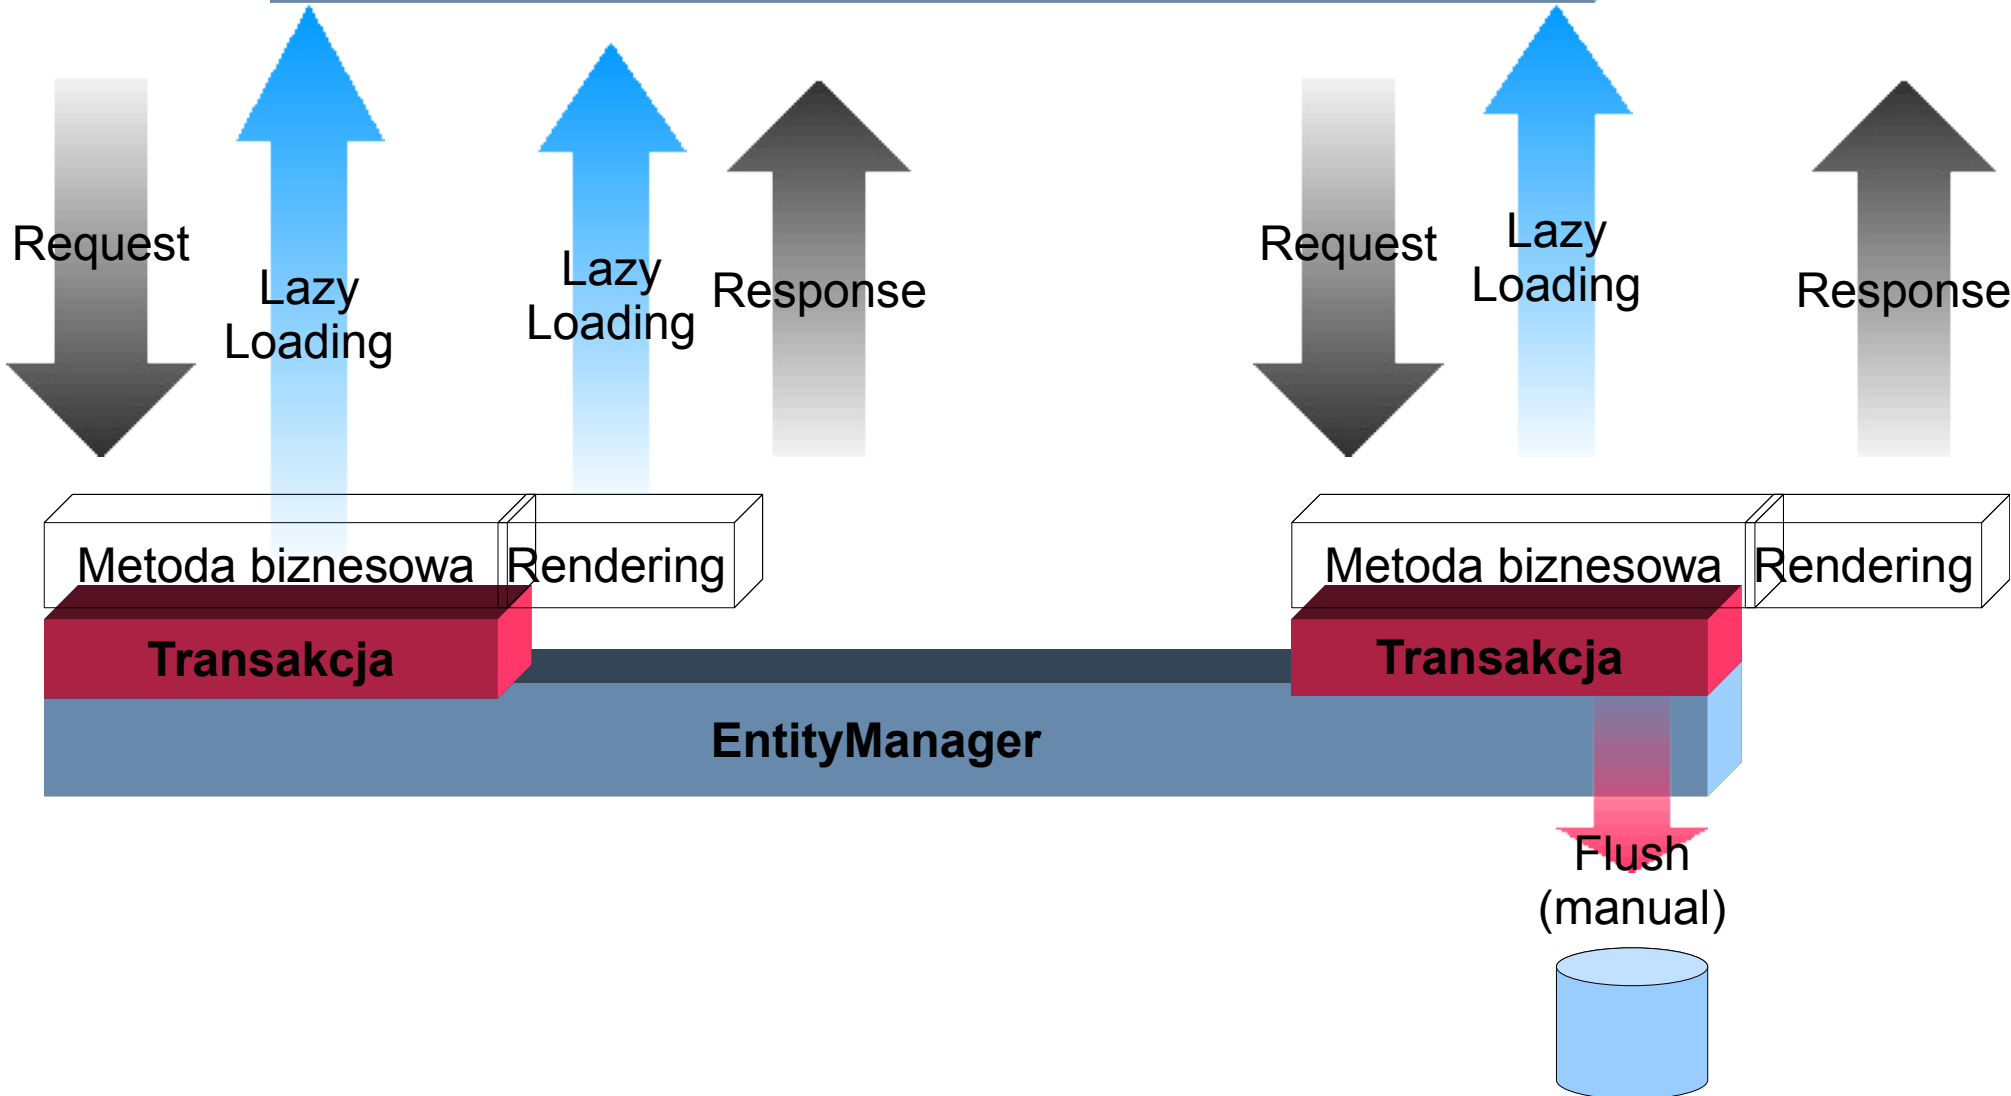 Request
Lazy
Loading
Lazy
Loading
Response
Request
Lazy
Loading
Response
Metoda biznesowa
Rendering
Metoda biznesowa
Rendering
Transakcja
Transakcja
EntityManager
Flush
(manual)